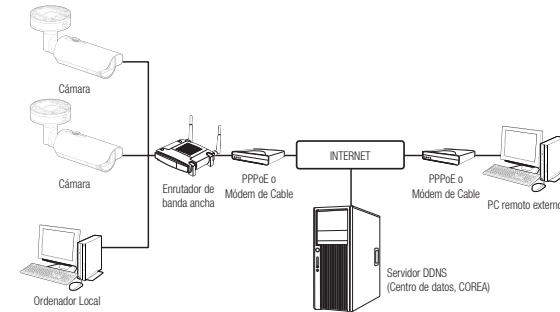 Cámara
Cámara
Enrutador de
banda ancha
PPPoE o
Módem de Cable
INTERNET
PPPoE o
Módem de Cable
PC remoto externo
Ordenador Local
Servidor DDNS
(Centro de datos, COREA)